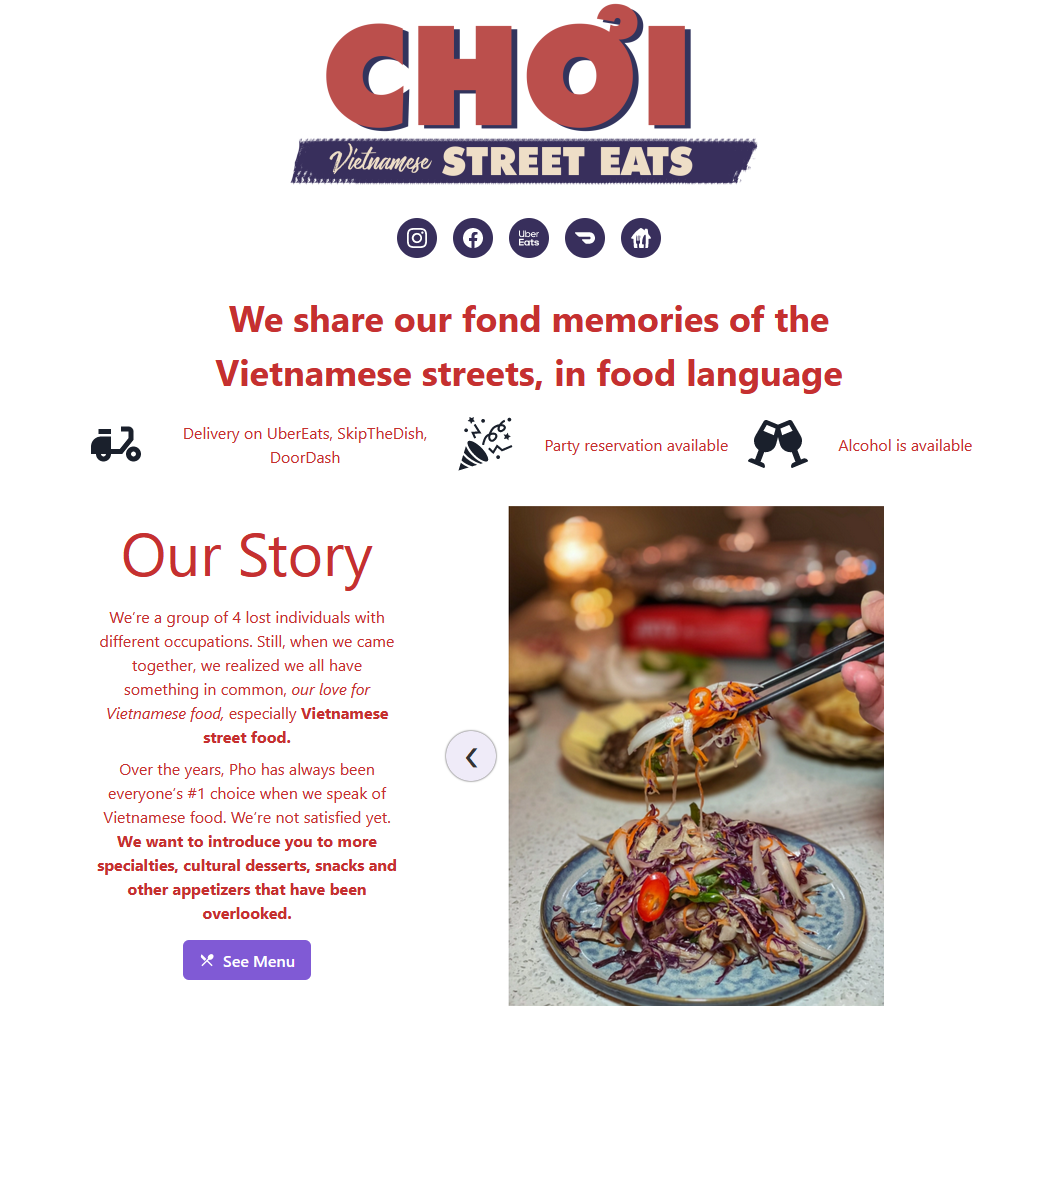 CHƠI
Vietnamese STREET EATS
Uber
Eats
We share our fond memories of the
Vietnamese streets, in food language
Delivery on UberEats, SkipTheDish,
DoorDash
Party reservation available
Alcohol is available
Our Story
We’re a group of 4 lost individuals with
different occupations. Still, when we came
together, we realized we all have
something in common, our love for
Vietnamese food, especially Vietnamese
street food.
Over the years, Pho has always been
everyone’s #1 choice when we speak of
Vietnamese food. We’re not satisfied yet.
We want to introduce you to more
specialties, cultural desserts, snacks and
other appetizers that have been
overlooked.
See Menu